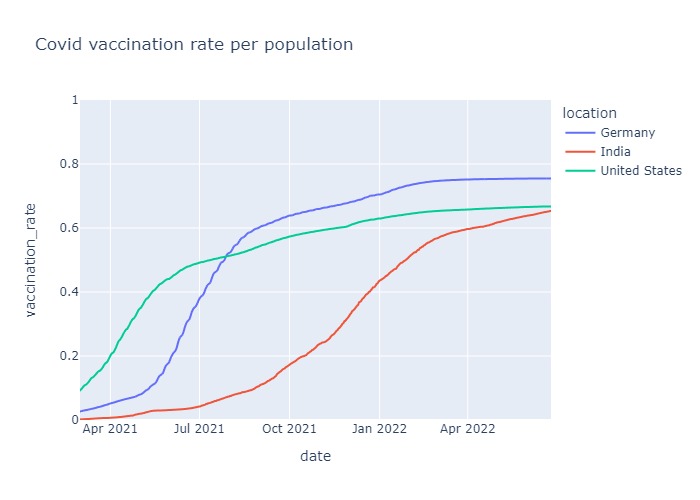 Covid vaccination rate per population
location
Germany
India
United States
vaccination_rate
1
0.8
0.6
0.4
0.2
0
Apr 2021
Jul 2021
Oct 2021
Jan 2022
Apr 2022
date